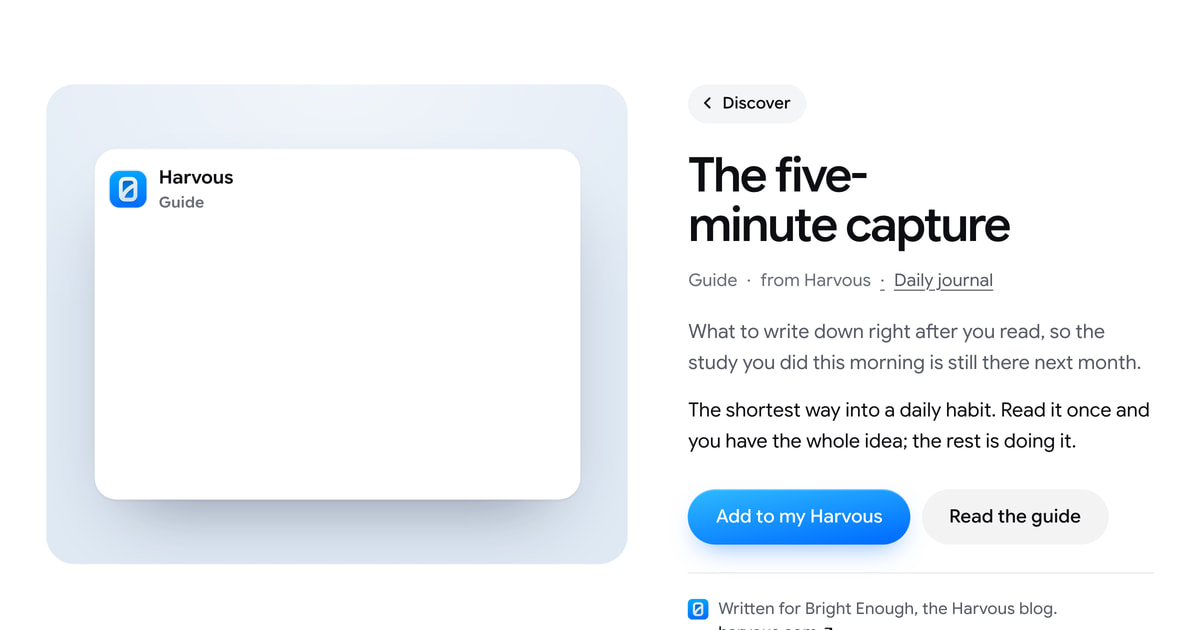 Harvous
Guide
Discover
The five-
minute capture
Guide · from Harvous · Daily journal
What to write down right after you read, so the
study you did this morning is still there next month.
The shortest way into a daily habit. Read it once and
you have the whole idea; the rest is doing it.
Add to my Harvous
Read the guide
Written for Bright Enough, the Harvous blog.